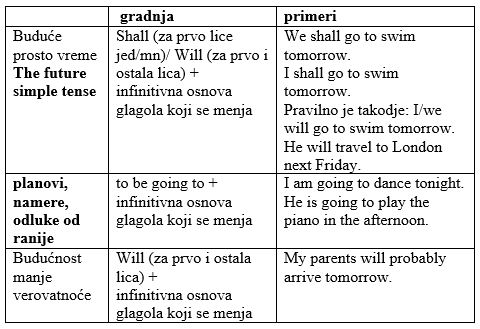 gradnja
primeri
Buduće
prosto vreme
The future
simple tense
Shall (za prvo lice
jed/mn)/ Will (za prvo i
ostala lica) +
infinitivna osnova
glagola koji se menja
We shall go to swim
tomorrow.
I shall go to swim
tomorrow.
Pravilno je takodje: I/we
will go to swim tomorrow.
He will travel to London
next Friday.
planovi,
namere,
odluke od
ranije
to be going to +
infinitivna osnova
glagola koji se menja
I am going to dance tonight.
He is going to play the
piano in the afternoon.
Budućnost
manje
verovatnoće
Will (za prvo i ostala
lica) +
infinitivna osnova
glagola koji se menja
My parents will probably
arrive tomorrow.